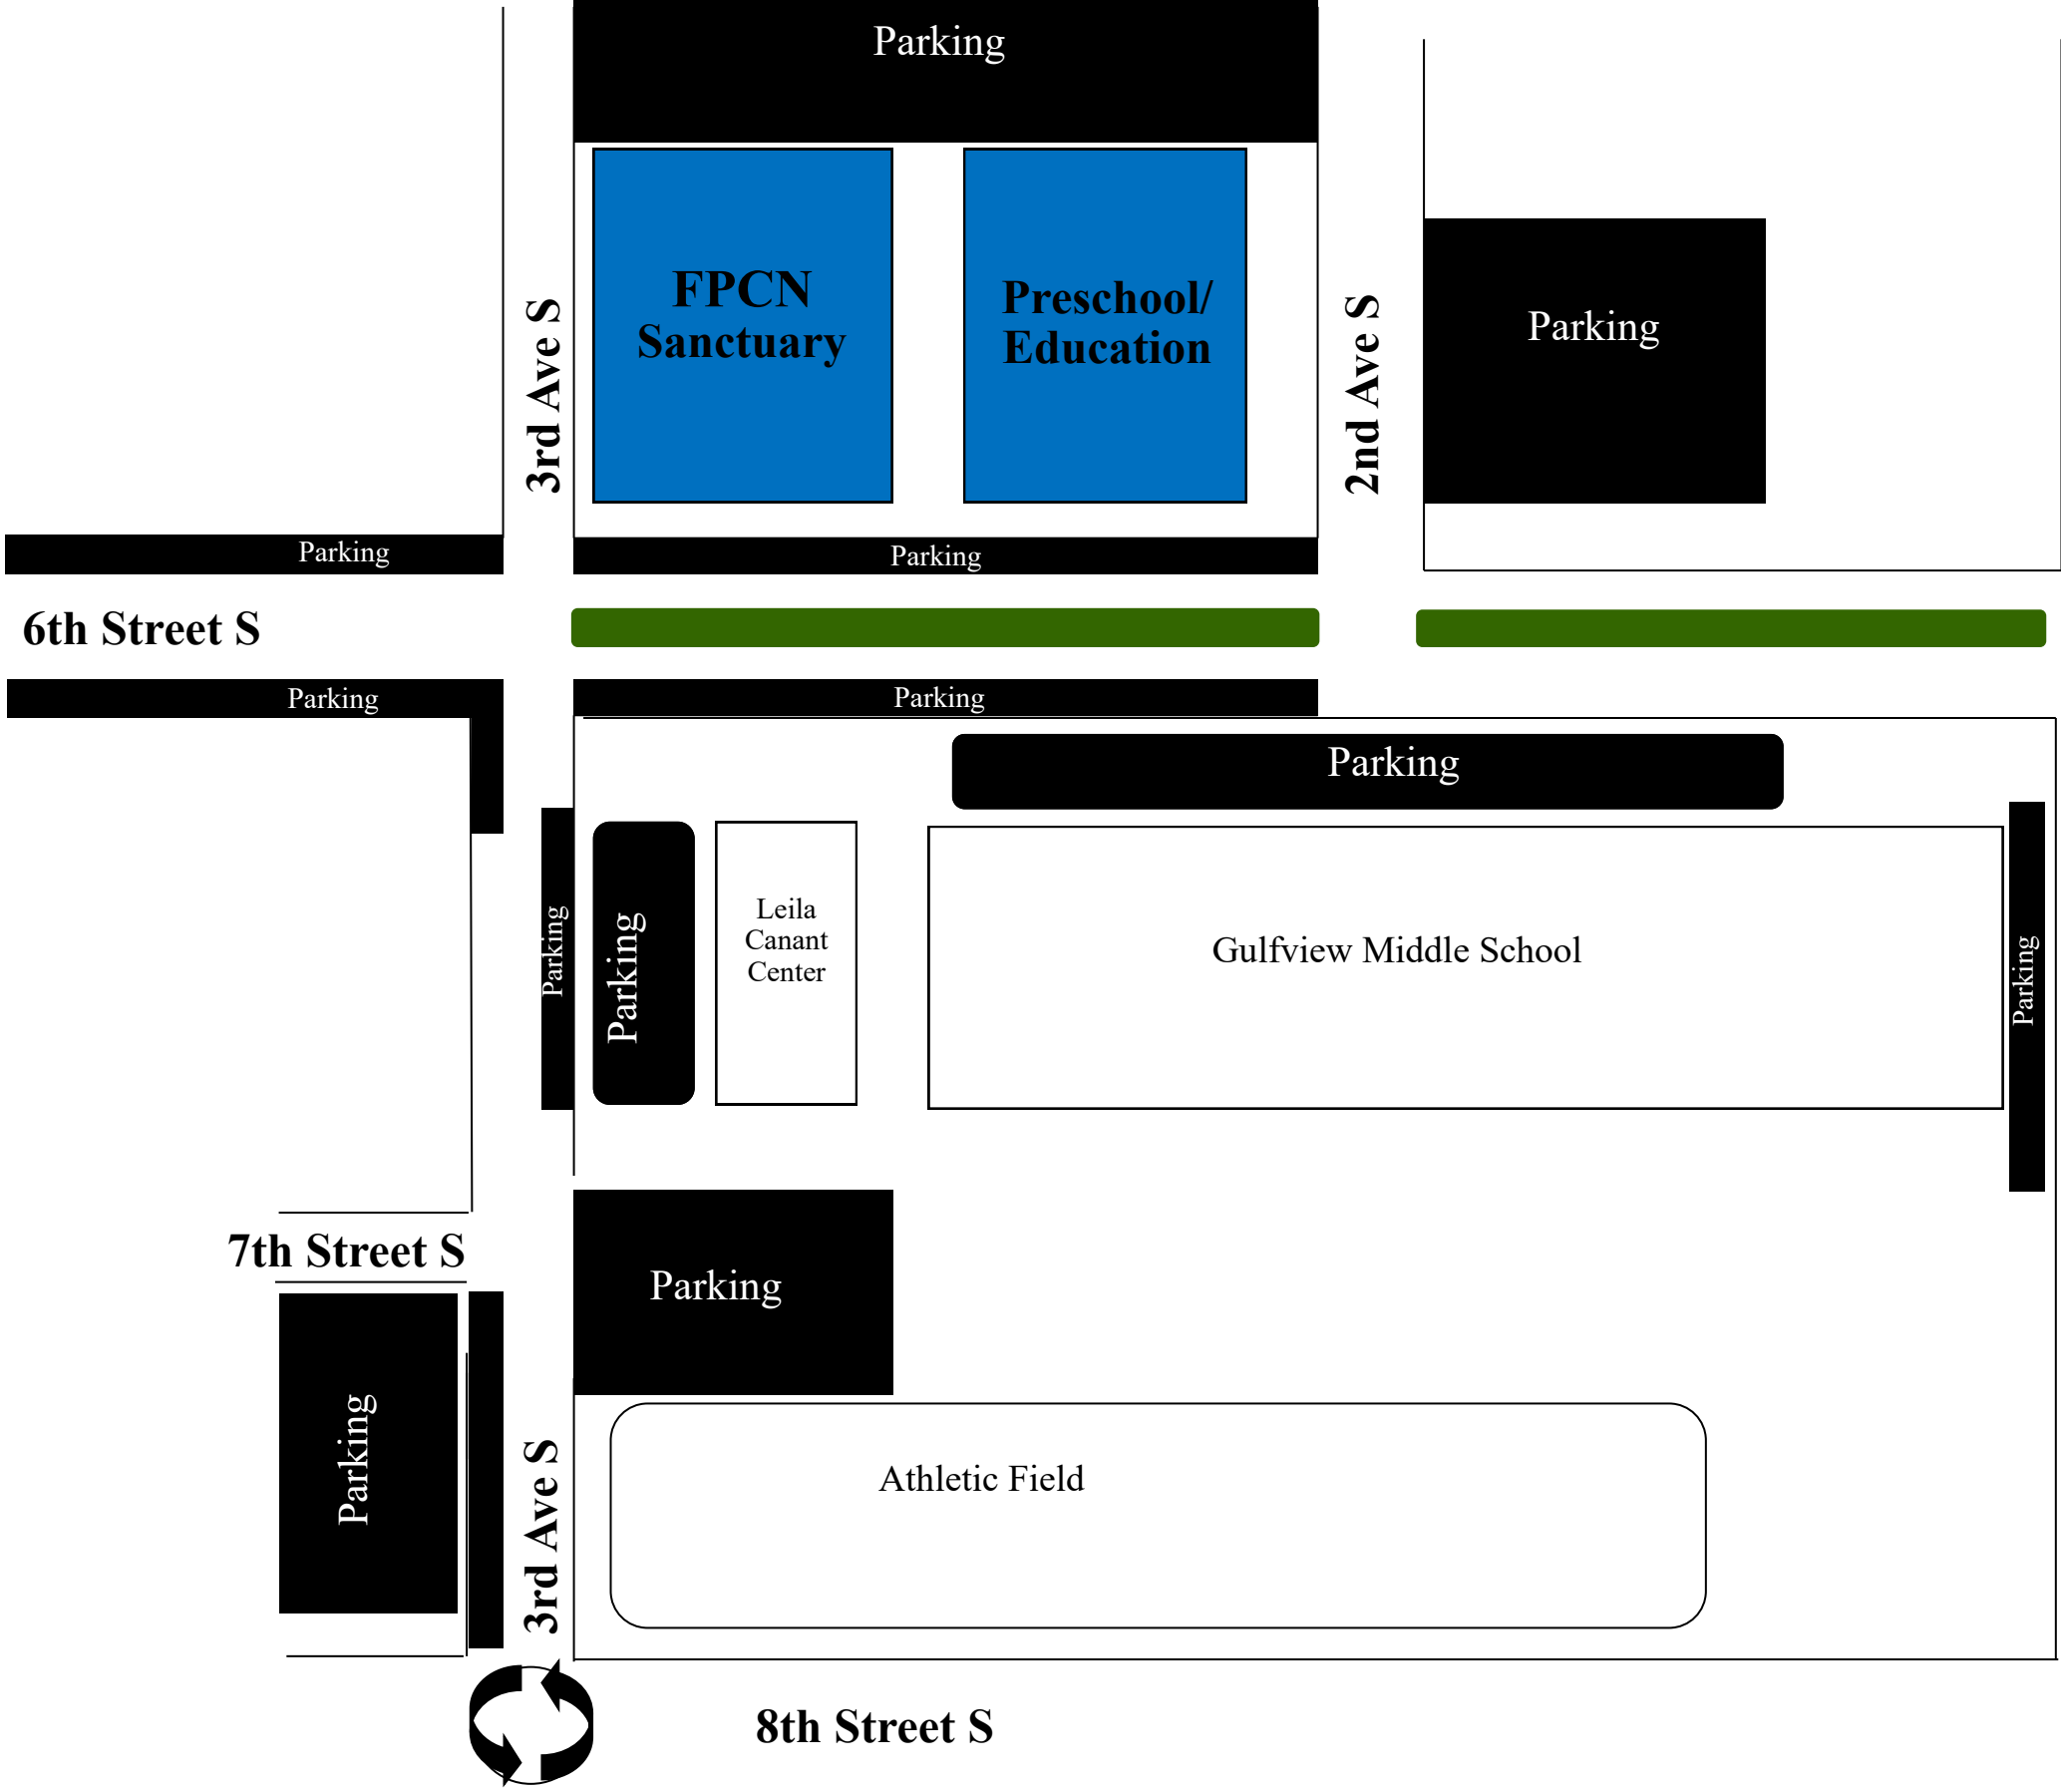 Parking
FPCN
Sanctuary
Preschool/
Education
3rd Ave S
2nd Ave S
Parking
Parking
Parking
6th Street S
Parking
Parking
Parking
Parking
Parking
Leila
Canant
Center
Gulfview Middle School
Parking
7th Street S
Parking
Parking
3rd Ave S
Athletic Field
8th Street S